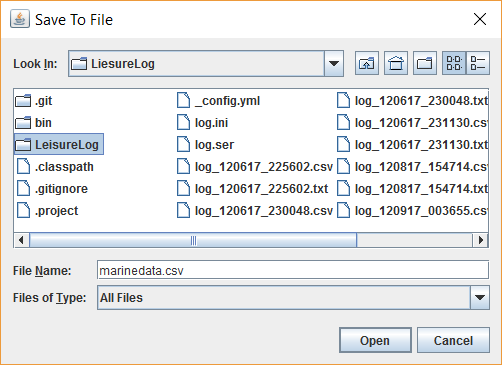 Save To File
Look In: LiesureLog
.git
bin
LeisureLog
.classpath
.gitignore
.project
_config.yml
log.ini
log.ser
log_120617_225602.csv
log_120617_225602.txt
log_120617_230048.csv
log_120617_230048.txt
log_120617_231130.csv
log_120617_231130.txt
log_120817_154714.csv
log_120817_154714.txt
log_120917_003655.csv
File Name: marinedata.csv
Files of Type: All Files
Open Cancel